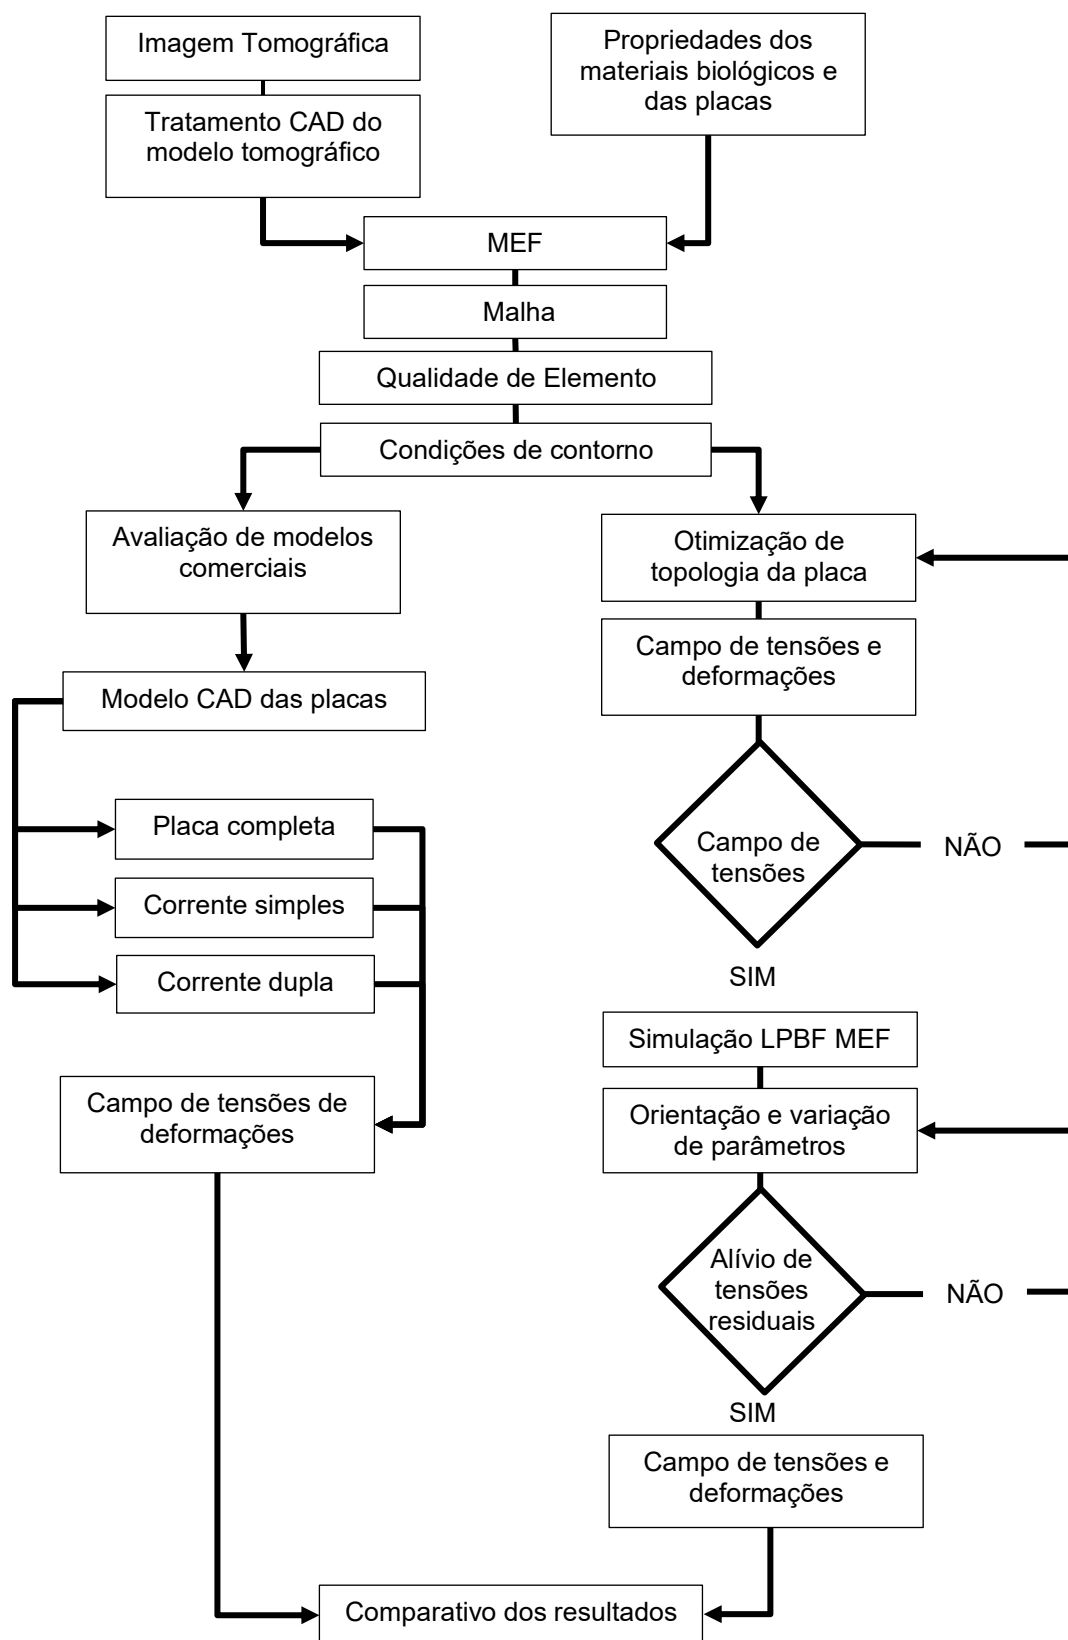 Imagem Tomográfica
Propriedades dos
materiais biológicos e
das placas
Tratamento CAD do
modelo tomográfico
MEF
Malha
Qualidade de Elemento
Condições de contorno
Avaliação de modelos
comerciais
Modelo CAD das placas
Placa completa
Corrente simples
Corrente dupla
Campo de tensões de
deformações
Otimização de
topologia da placa
Campo de tensões e
deformações
Campo de
tensões
NÃO
SIM
Simulação LPBF MEF
Orientação e variação
de parâmetros
Alívio de
tensões
residuais
NÃO
SIM
Campo de tensões e
deformações
Comparativo dos resultados